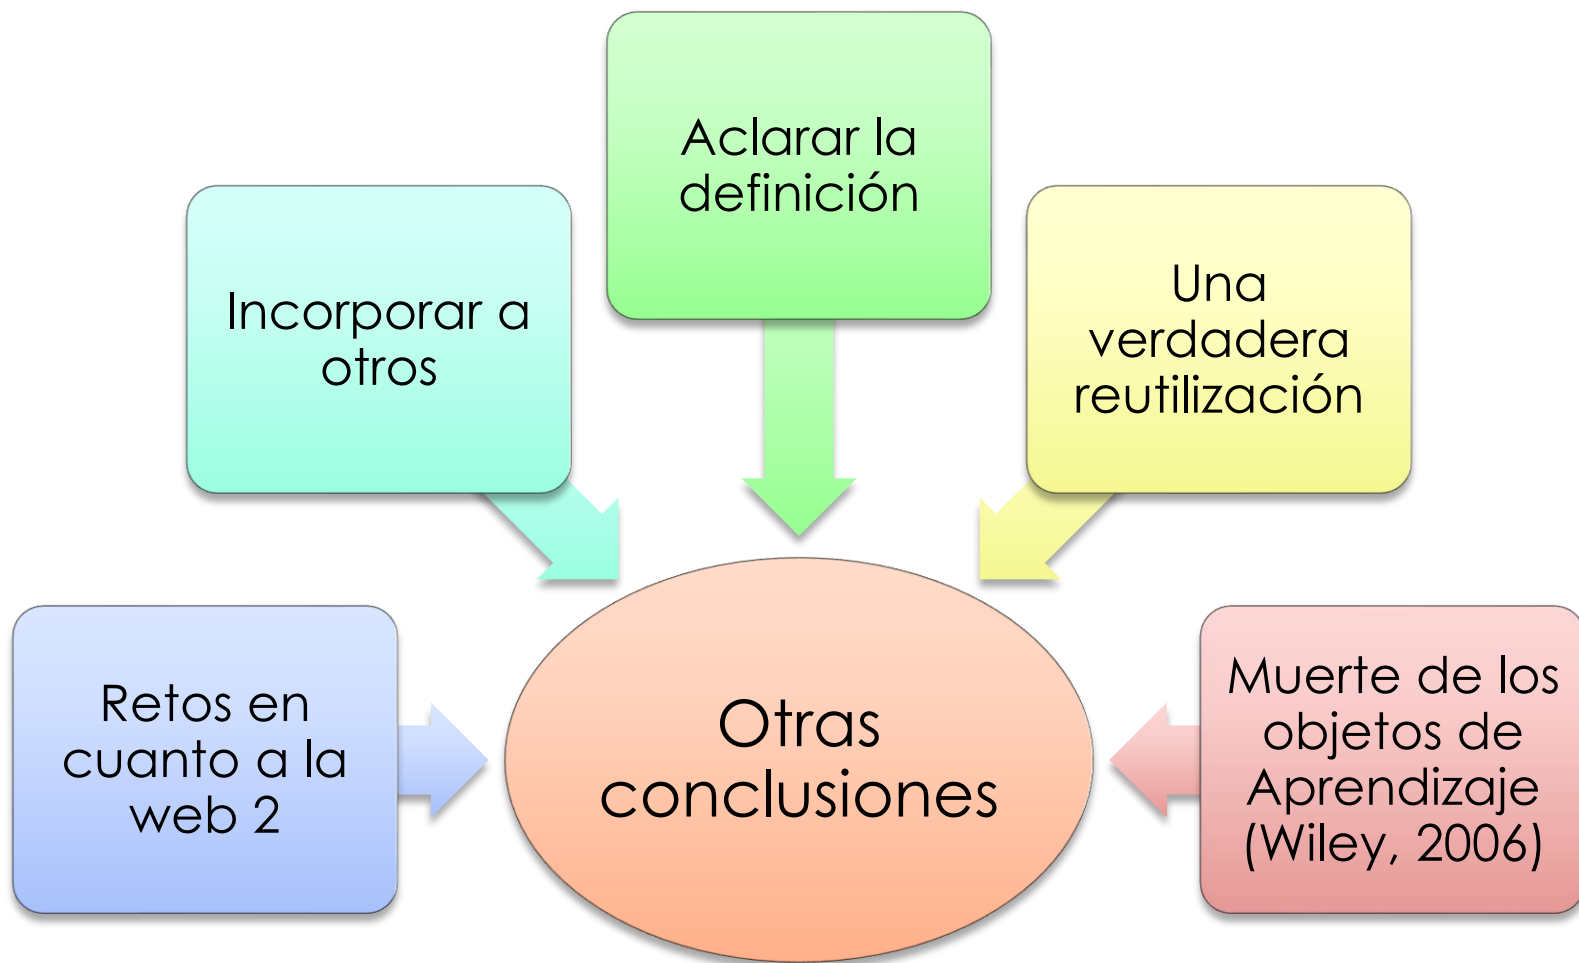 Aclarar la
definición
Incorporar a
otros
Una
verdadera
reutilización
Retos en
cuanto a la
web 2
Otras
conclusiones
Muerte de los
objetos de
Aprendizaje
(Wiley, 2006)